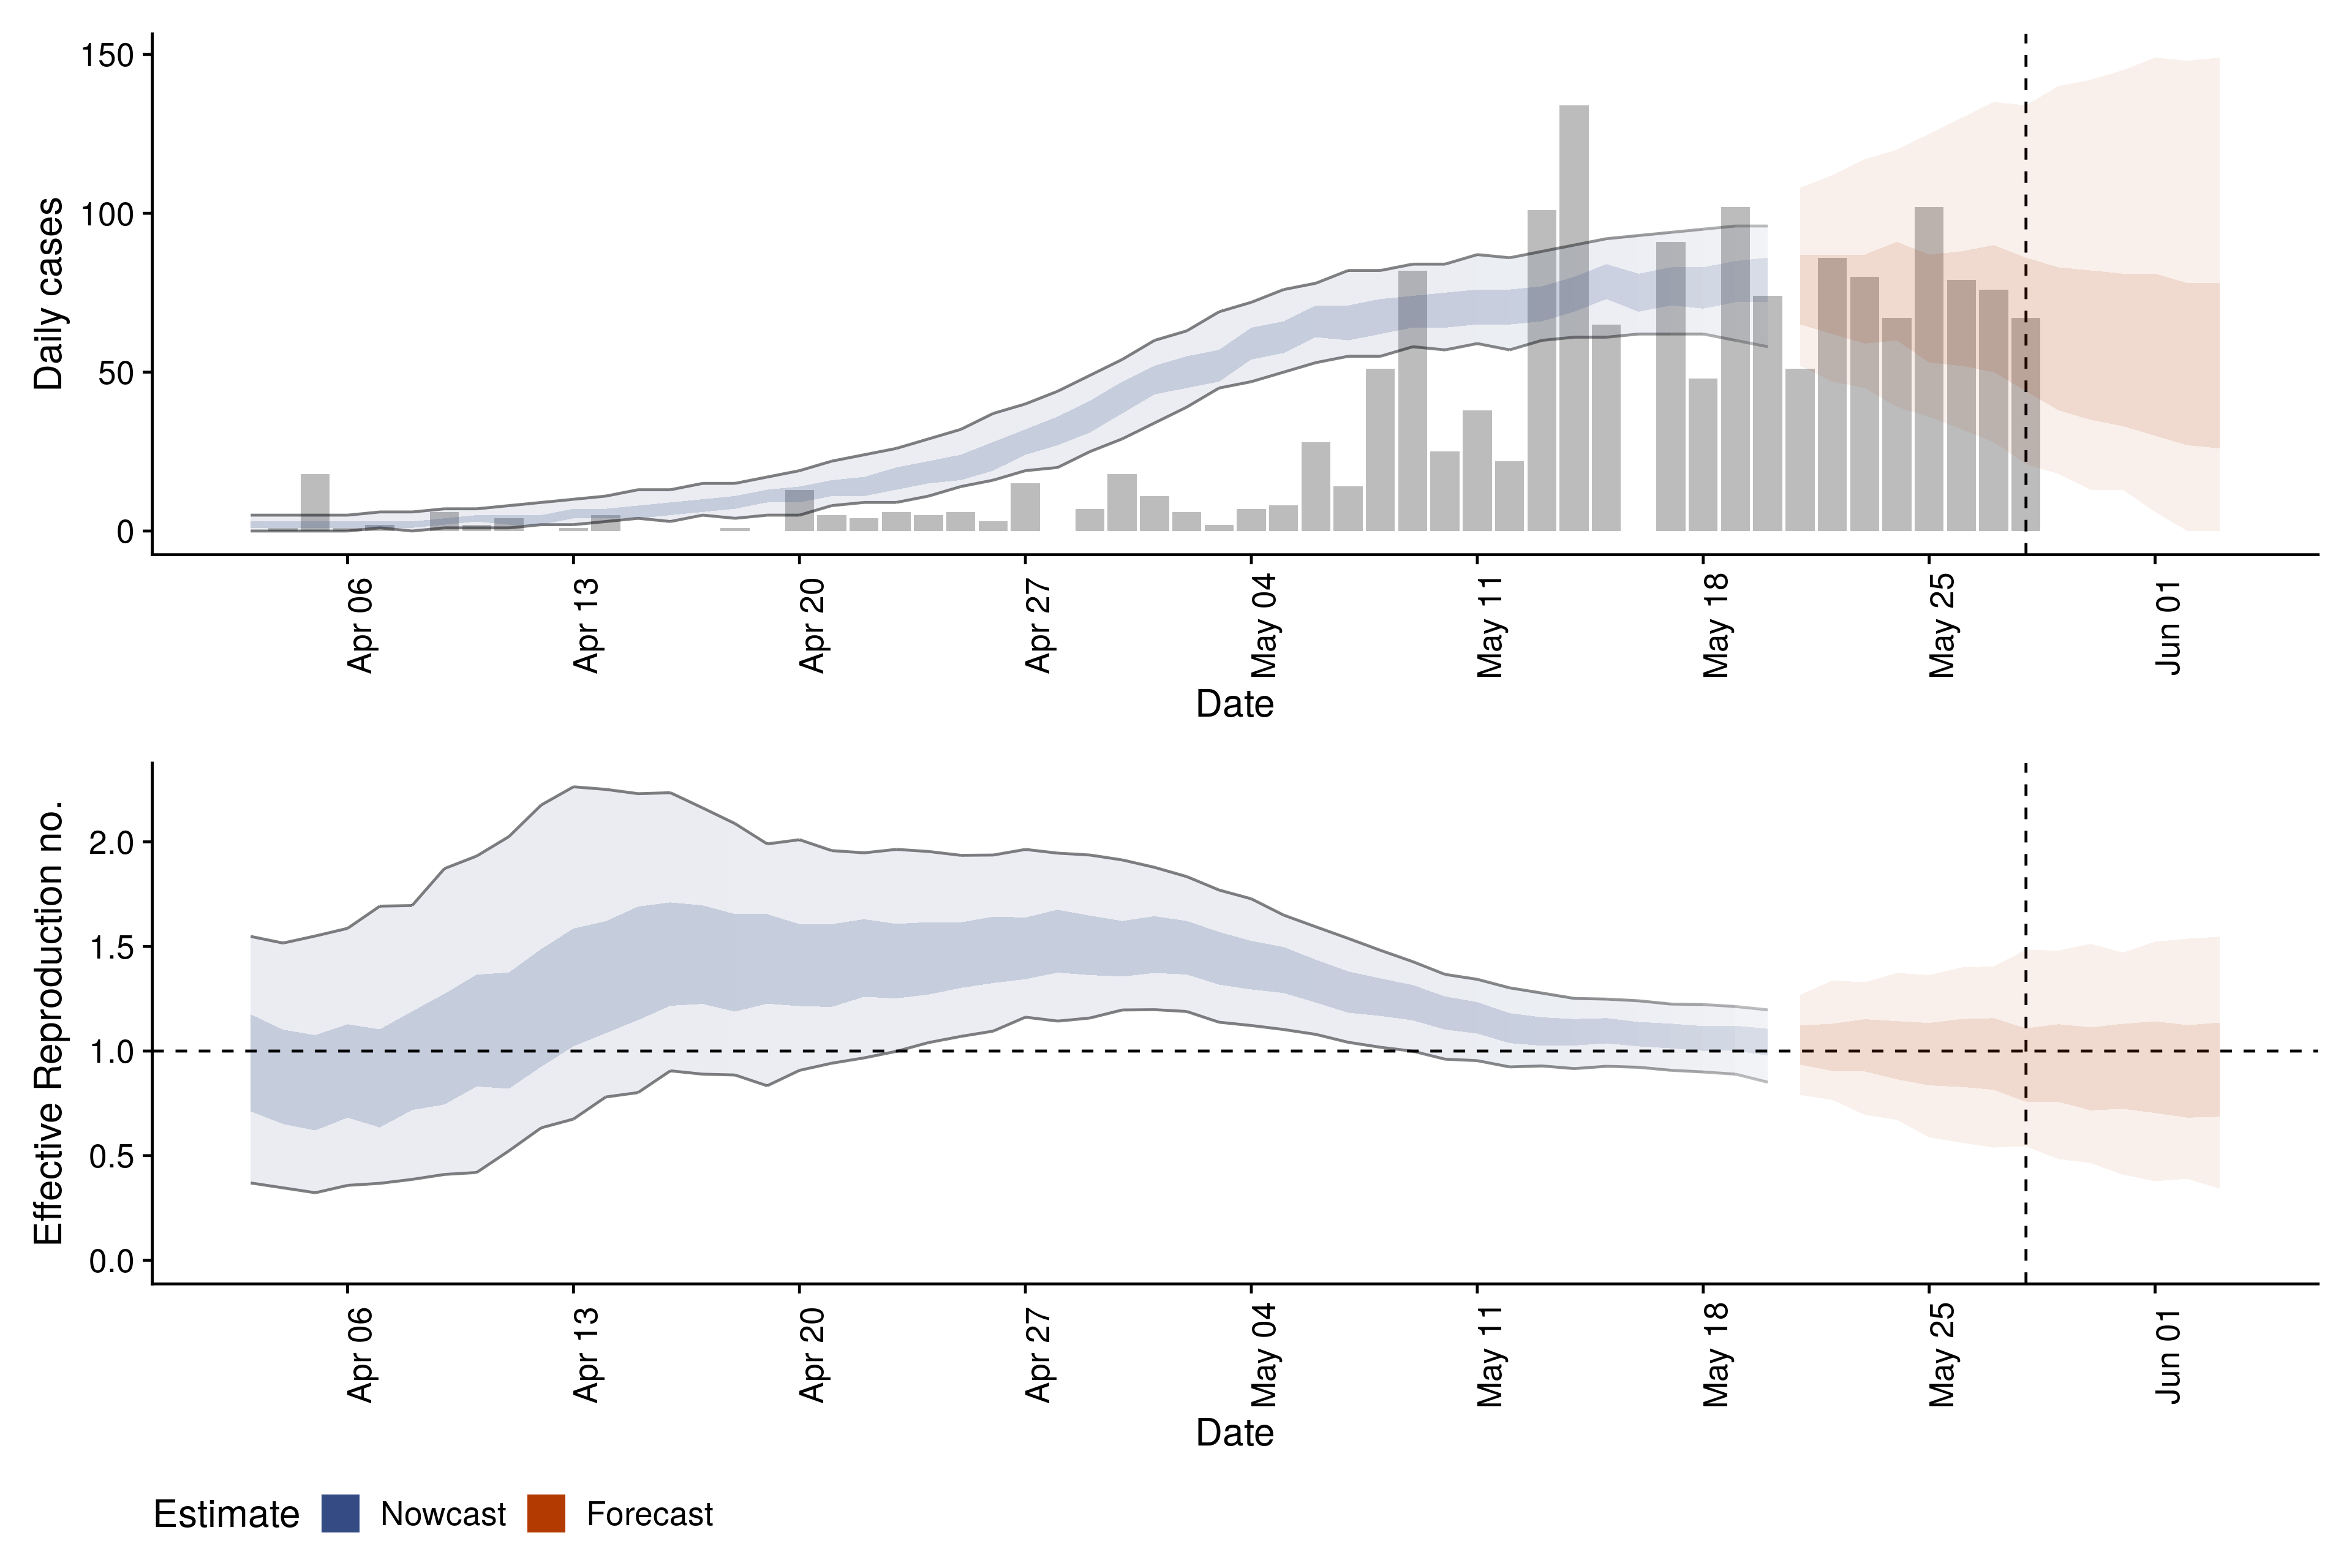 Daily cases
150
100
50
0
Apr 06
Apr 13
Apr 20
Apr 27
May 04
May 11
May 18
May 25
Jun 01
Date
Effective Reproduction no.
2.0
1.5
1.0
0.5
0.0
Apr 06
Apr 13
Apr 20
Apr 27
May 04
May 11
May 18
May 25
Jun 01
Date
Estimate Nowcast Forecast